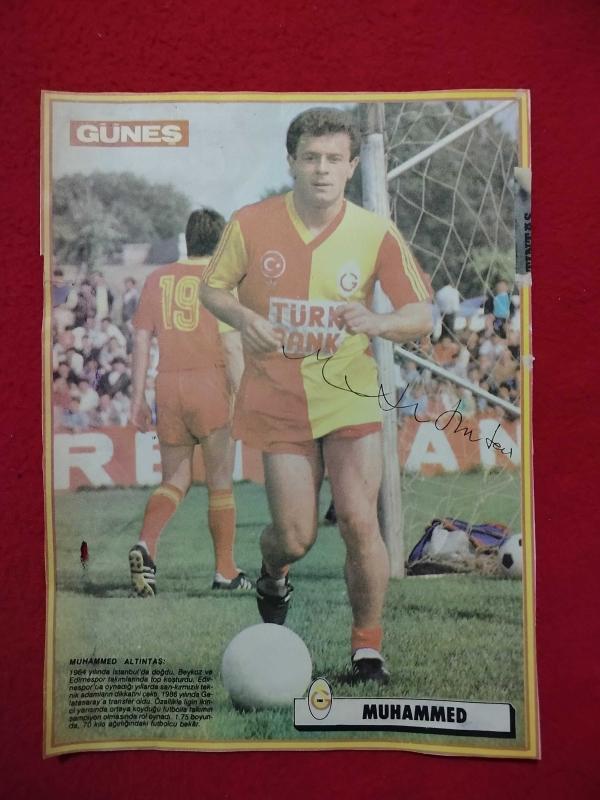 GÜNEŞ
19
TÜRK
BANK
RE
AN
MUHAMMED ALTINTAŞ:
1964 yılında İstanbul'da doğdu. Beykoz ve
Edirnespor takımlarında top koşturdu. Edir-
nespor'da oynadığı yıllarda sarı-kırmızılı tek-
nik adamların dikkatini çekti. 1986 yılında Ga-
latasaray'a transfer oldu. Özellikle ligin ikin-
ci yarısında ortaya koyduğu futbolla takımın
şampiyon olmasında rol oynadı. 1.75 boyun-
da, 70 kilo ağırlığındaki futbolcu bekâr.
MUHAMMED